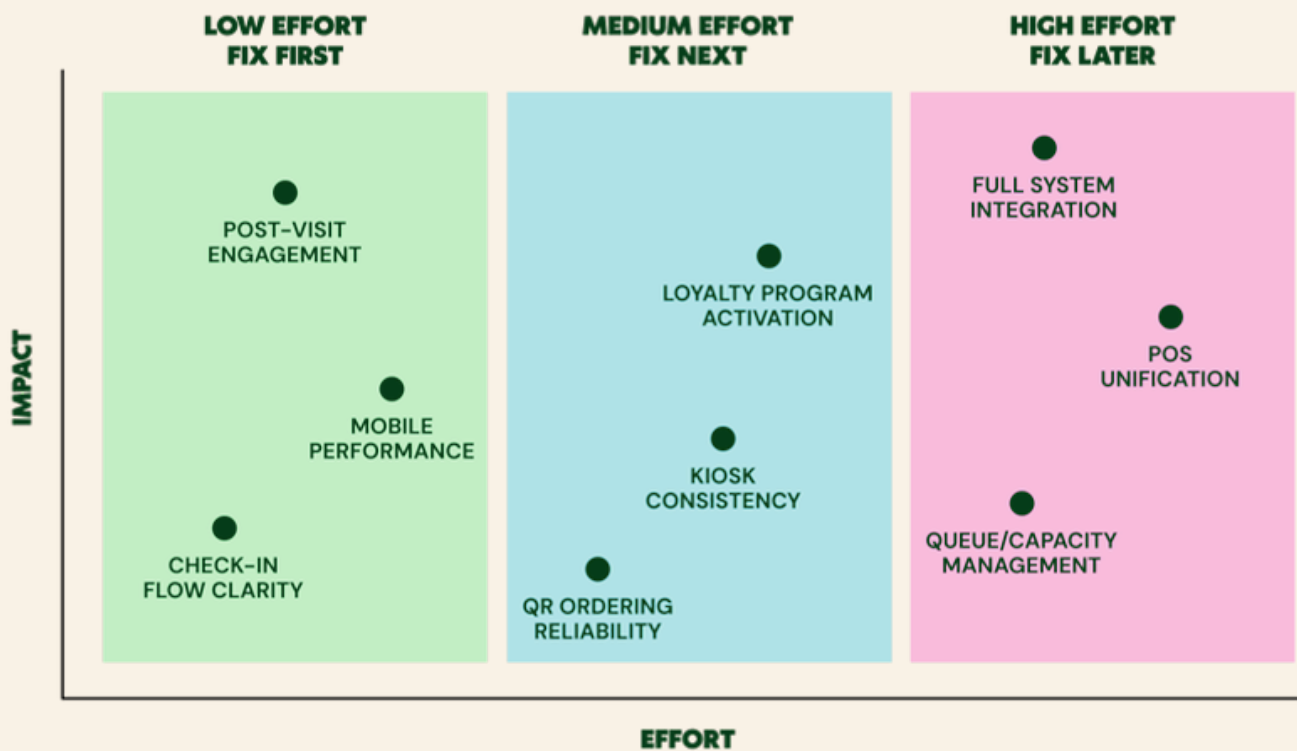 LOW EFFORT
FIX FIRST
MEDIUM EFFORT
FIX NEXT
HIGH EFFORT
FIX LATER
IMPACT
POST-VISIT
ENGAGEMENT
MOBILE
PERFORMANCE
CHECK-IN
FLOW CLARITY
LOYALTY PROGRAM
ACTIVATION
KIOSK
CONSISTENCY
QR ORDERING
RELIABILITY
FULL SYSTEM
INTEGRATION
POS
UNIFICATION
QUEUE/CAPACITY
MANAGEMENT
EFFORT